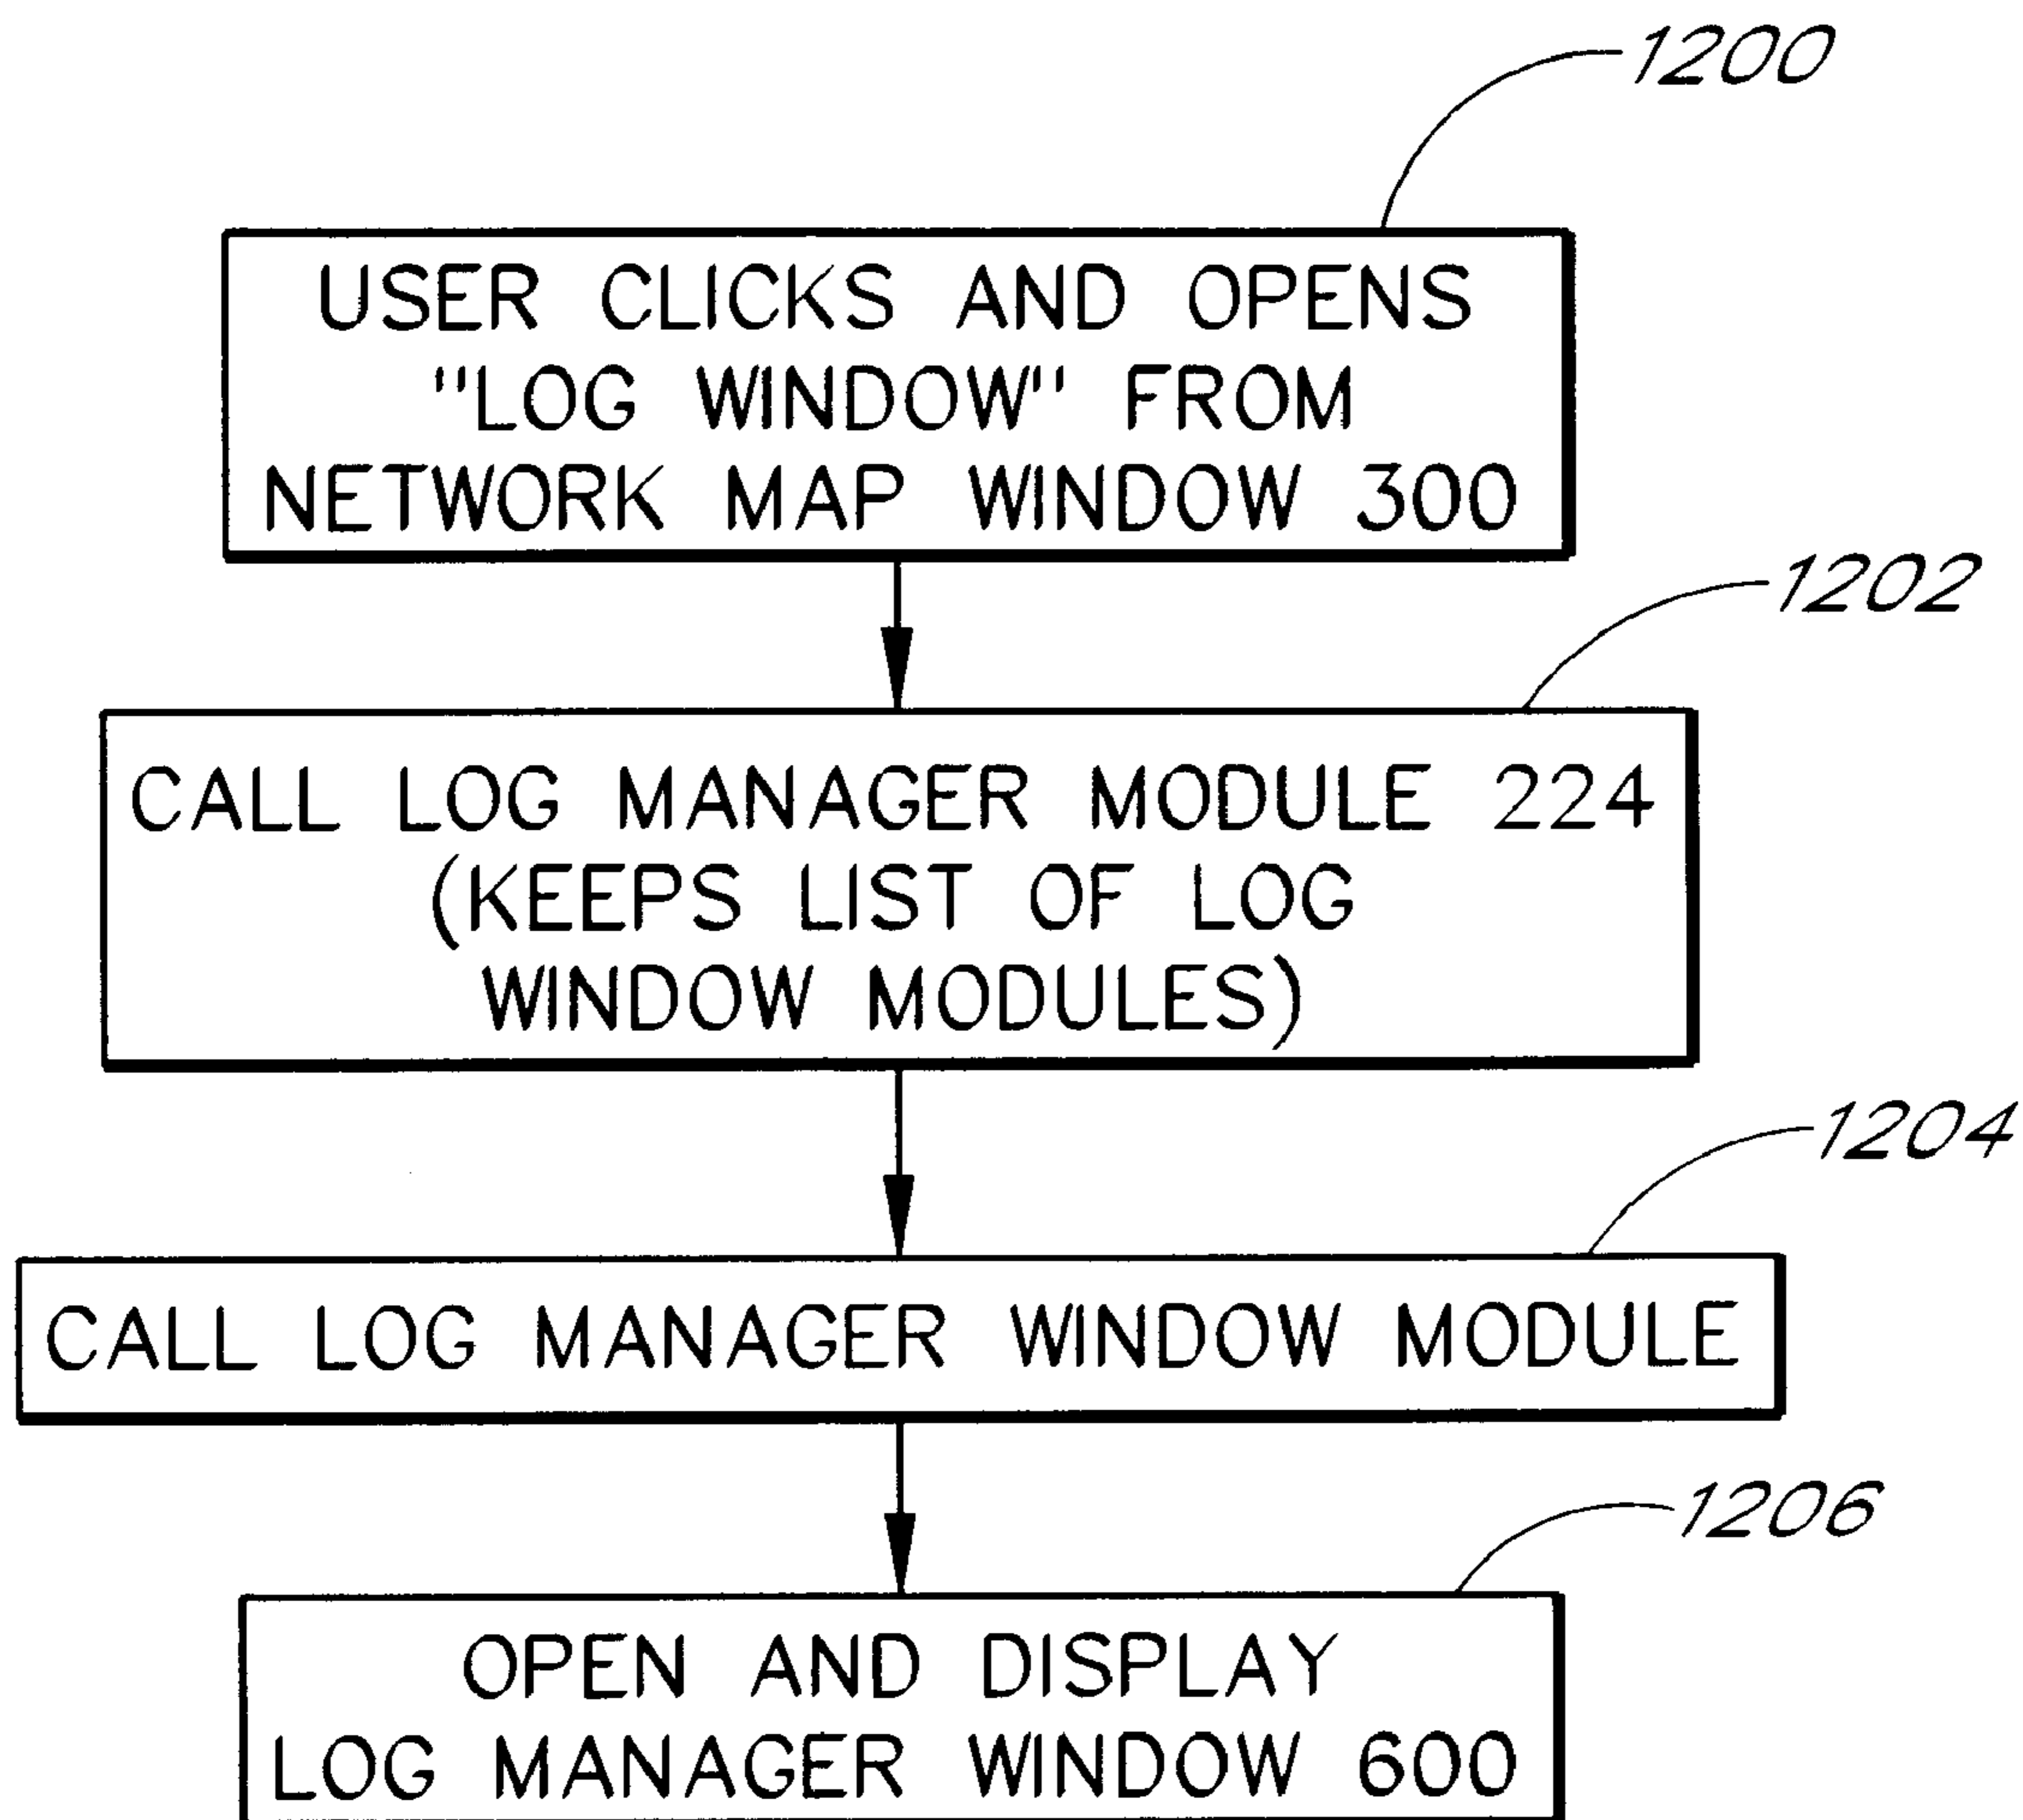 1200
USER CLICKS AND OPENS
"LOG WINDOW" FROM
NETWORK MAP WINDOW 300
1202
CALL LOG MANAGER MODULE 224
(KEEPS LIST OF LOG
WINDOW MODULES)
1204
CALL LOG MANAGER WINDOW MODULE
1206
OPEN AND DISPLAY
LOG MANAGER WINDOW 600